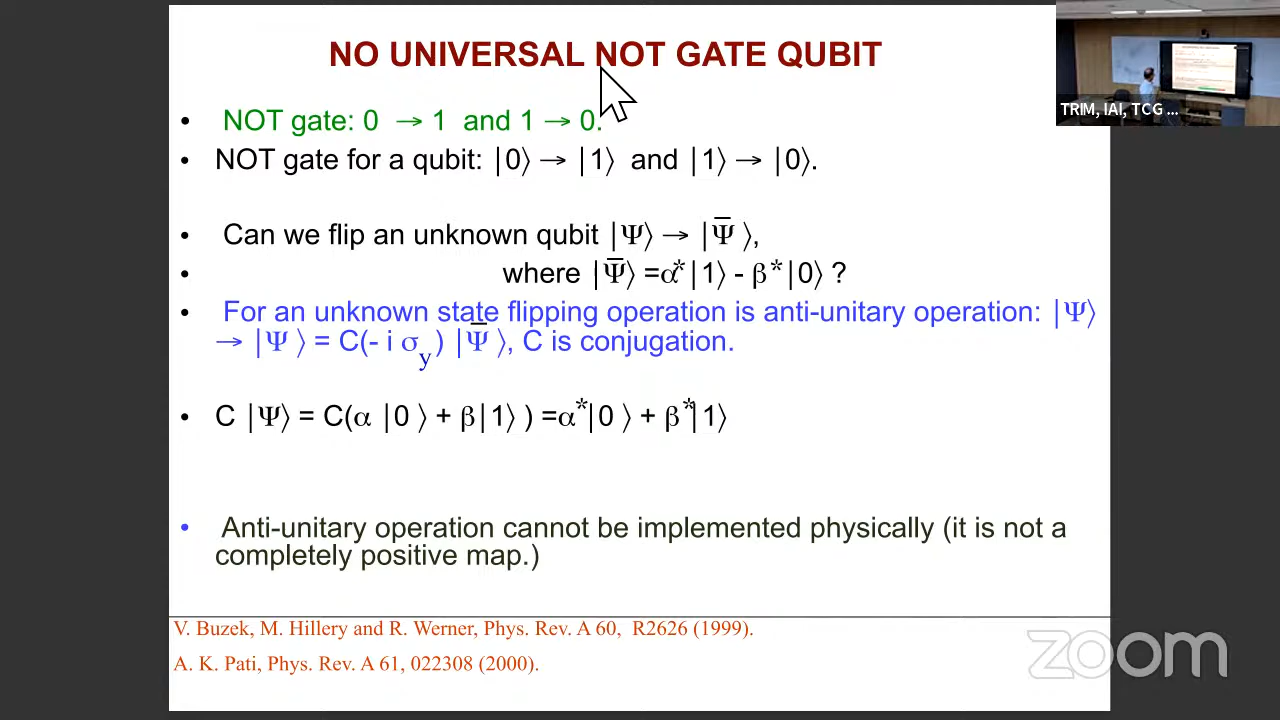 NO UNIVERSAL NOT GATE QUBIT
• NOT gate: 0 → 1 and 1 → 0.
• NOT gate for a qubit: |0⟩ → |1⟩ and |1⟩ → |0⟩.
• Can we flip an unknown qubit |Ψ⟩ → |Ψ̅ ⟩,
• where |Ψ̅⟩ =α*|1⟩ - β*|0⟩ ?
• For an unknown state flipping operation is anti-unitary operation: |Ψ⟩
→ |Ψ ⟩ = C(- i σy) |Ψ̅ ⟩, C is conjugation.
• C |Ψ⟩ = C(α |0 ⟩ + β|1⟩ ) =α*|0 ⟩ + β*|1⟩
• Anti-unitary operation cannot be implemented physically (it is not a
completely positive map.)
V. Buzek, M. Hillery and R. Werner, Phys. Rev. A 60, R2626 (1999).
A. K. Pati, Phys. Rev. A 61, 022308 (2000).
TRIM, IAI, TCG ...
zoom